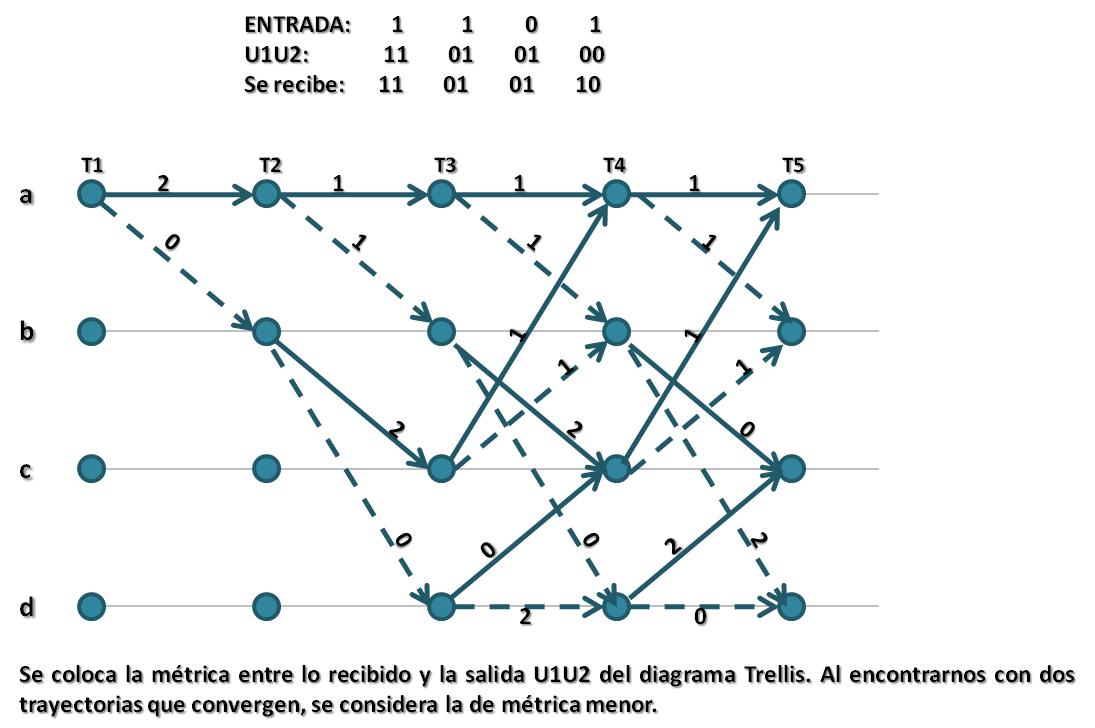 ENTRADA: 1 1 0 1
U1U2: 11 01 01 00
Se recibe: 11 01 01 10
T1 T2 T3 T4 T5
a 2 1 1 1
0 1 1 1
b
1 1
1 1
c 2 2 0
0 0 0 2 2
d 2 0
Se coloca la métrica entre lo recibido y la salida U1U2 del diagrama Trellis. Al encontrarnos con dos
trayectorias que convergen, se considera la de métrica menor.